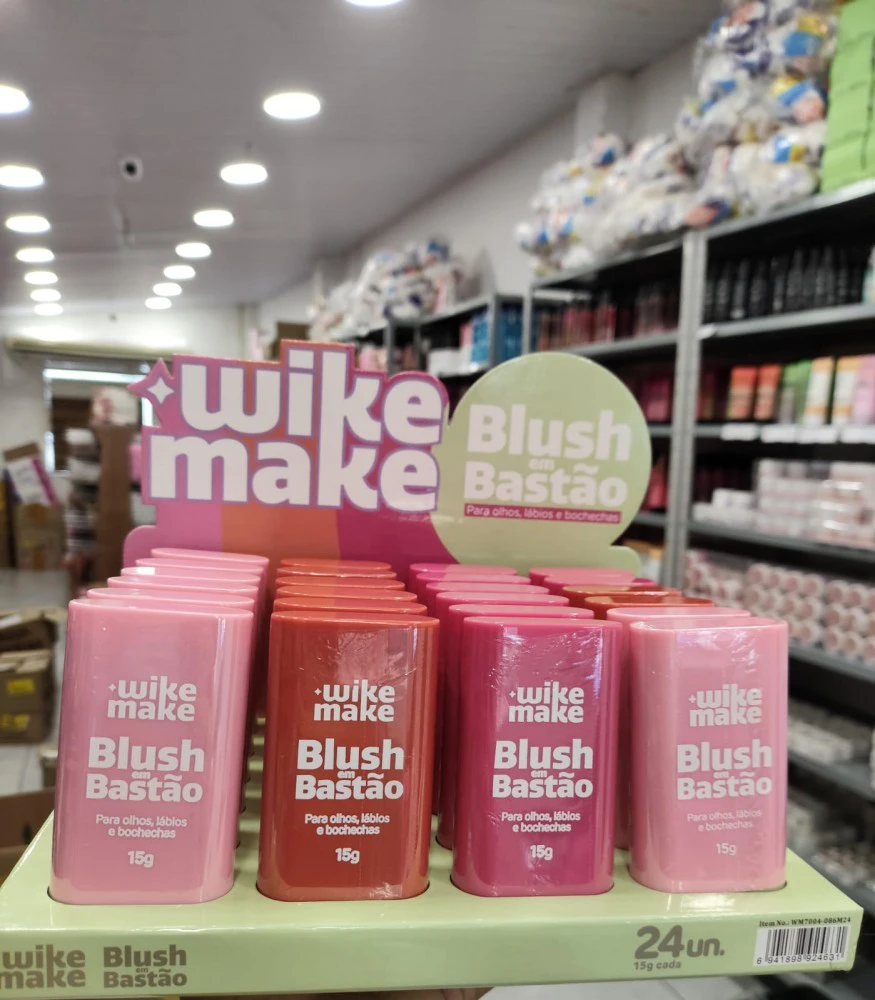 wike
make
Blush
em
Bastão
Para olhos, lábios e bochechas
wike
make
Blush
em
Bastão
Para olhos, lábios
e bochechas
15g
wike
make
Blush
em
Bastão
Para olhos, lábios
e bochechas
15g
wike
make
Blush
em
Bastão
Para olhos, lábios
e bochechas
15g
wike
make
Blush
em
Bastão
Para olhos, lábios
e bochechas
15g
wike
make
Blush
em
Bastão
24un.
15g cada
Item No.: WM7004-086M24
6 941898 924631